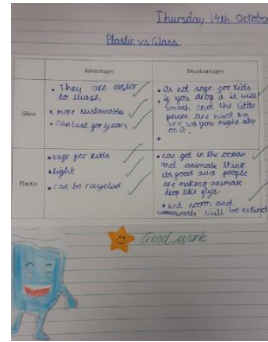 Thursday 14th October
Plastic vs Glass
Advantages
Disadvantages
Glass
• They are easier
to wash
• more sustainable
• can last for years
• its not safe for kids
• if you drop it it will
smash and the little
pieces are hard to
see so you might step
on it.
Plastic
• safe for kids
• light
• can be recycled
• can get in the ocean
and animals think
its food and people
are making animals
drop like flys.
• and soon and
animals will be extinct
Good work